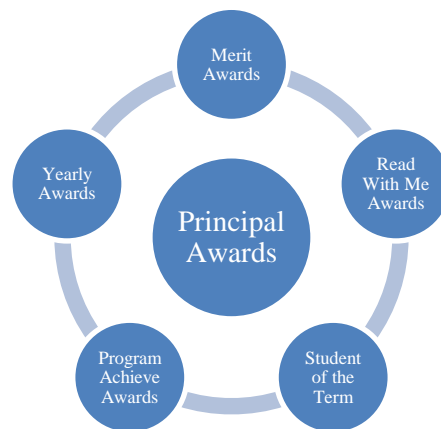 Merit
Awards
Read
With Me
Awards
Student
of the
Term
Program
Achieve
Awards
Yearly
Awards
Principal
Awards